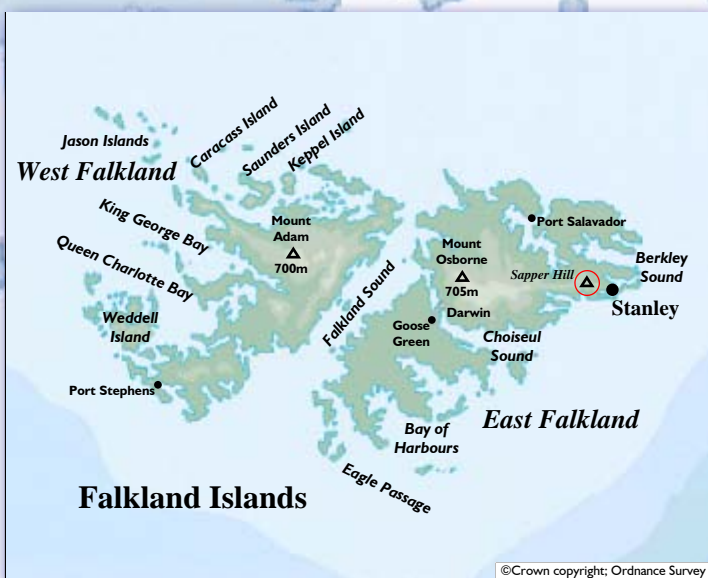 Jason Islands
West Falkland
Caracass Island
Saunders Island
Keppel Island
King George Bay
Queen Charlotte Bay
Mount
Adam
700m
Weddell
Island
Port Stephens
Falkland Sound
Port Salavador
Mount
Osborne
705m
Sapper Hill
Berkley
Sound
Stanley
Darwin
Goose
Green
Choiseul
Sound
East Falkland
Bay of
Harbours
Eagle Passage
Falkland Islands
©Crown copyright; Ordnance Survey